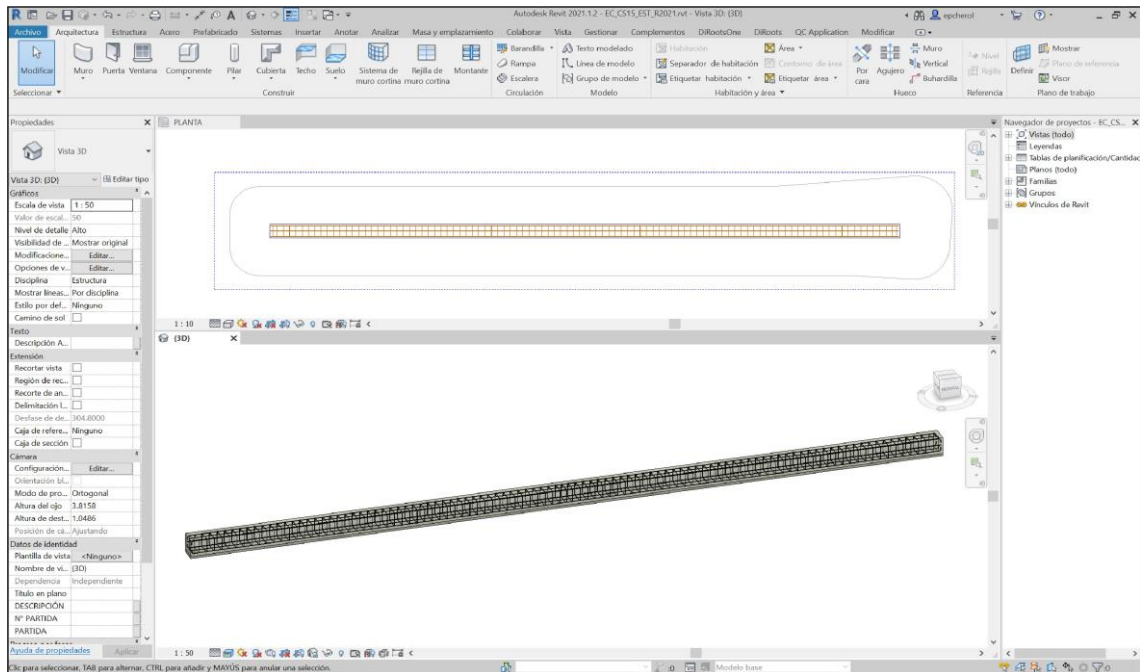 Autodesk Revit 2021.1.2 - EC_CS15_EST_R2021.rvt - Vista 3D: {3D}
epcherol
Archivo Arquitectura Estructura Acero Prefabricado Sistemas Insertar Anotar Analizar Masa y emplazamiento Colaborar Vista Gestionar Complementos DiRootsOne DiRoots QC Application Modificar
Modificar
Muro Puerta Ventana Componente Pilar Cubierta Techo Suelo Sistema de muro cortina Rejilla de muro cortina Montante
Barandilla
Rampa
Escalera
Texto modelado
Línea de modelo
Grupo de modelo
Habitación
Separador de habitación
Etiquetar habitación
Área
Contorno de área
Etiquetar área
Por cara
Agujero
Muro
Vertical
Buhardilla
Nivel
Rejilla
Definir
Mostrar
Plano de referencia
Visor
Seleccionar Construir Circulación Modelo Habitación y área Hueco Referencia Plano de trabajo
Propiedades
Vista 3D
Vista 3D: {3D} Editar tipo
Gráficos
Escala de vista 1 : 50
Valor de escal... 50
Nivel de detalle Alto
Visibilidad de ... Mostrar original
Modificacione... Editar...
Opciones de v... Editar...
Disciplina Estructura
Mostrar líneas... Por disciplina
Estilo por def... Ninguno
Camino de sol
Texto
Descripción A...
Extensión
Recortar vista
Región de rec...
Recorte de an...
Delimitación l...
Desfase de de... 304.8000
Caja de refere... Ninguno
Caja de sección
Cámara
Configuración... Editar...
Orientación bl...
Modo de pro... Ortogonal
Altura del ojo 3.8158
Altura de dest... 1.0486
Posición de cá... Ajustando
Datos de identidad
Plantilla de vista <Ninguno>
Nombre de vi... {3D}
Dependencia Independiente
Título en plano
DESCRIPCIÓN
N° PARTIDA
PARTIDA
Ayuda de propiedades Aplicar
PLANTA
1 : 10
{3D}
1 : 50
Navegador de proyectos - EC_CS...
Vistas (todo)
Leyendas
Tablas de planificación/Cantidad
Planos (todo)
Familias
Grupos
Vínculos de Revit
Clic para seleccionar, TAB para alternar, CTRL para añadir y MAYÚS para anular una selección.
:0 Modelo base
:0